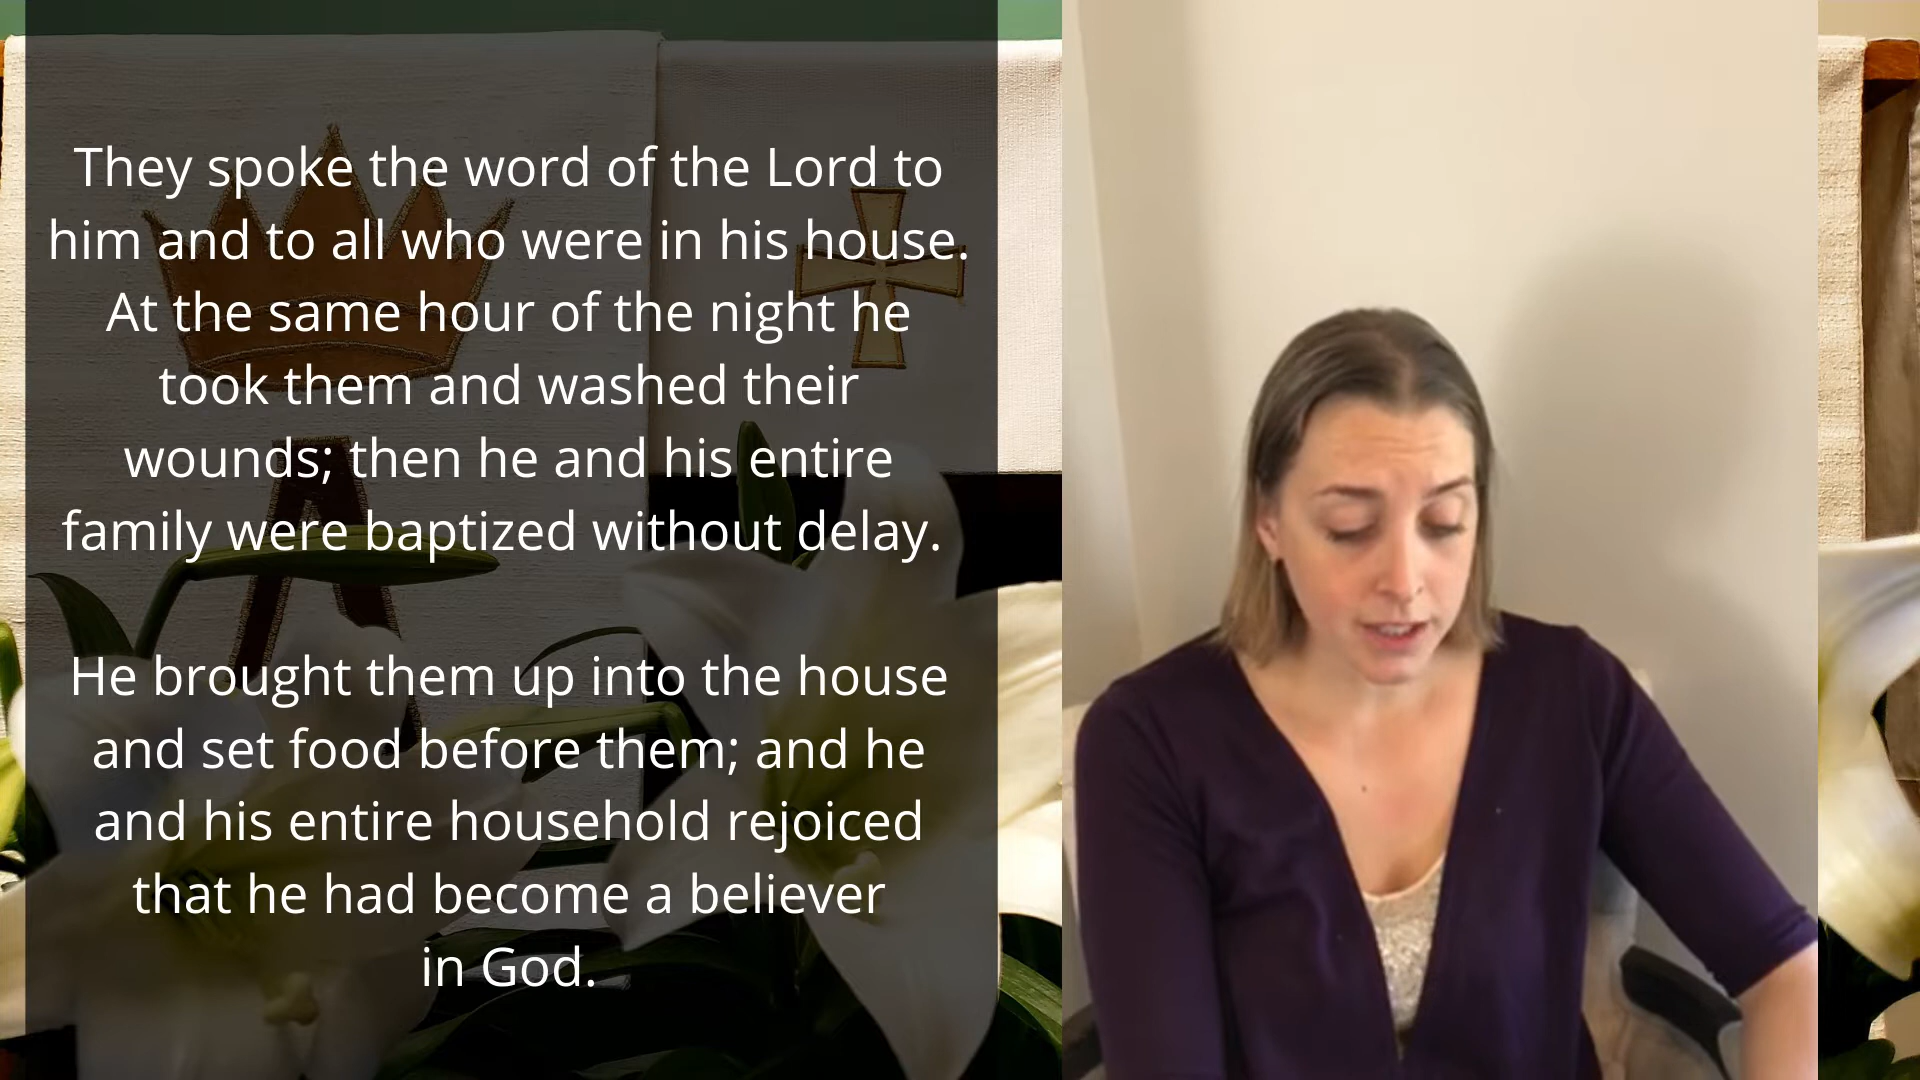 They spoke the word of the Lord to
him and to all who were in his house.
At the same hour of the night he
took them and washed their
wounds; then he and his entire
family were baptized without delay.
He brought them up into the house
and set food before them; and he
and his entire household rejoiced
that he had become a believer
in God.